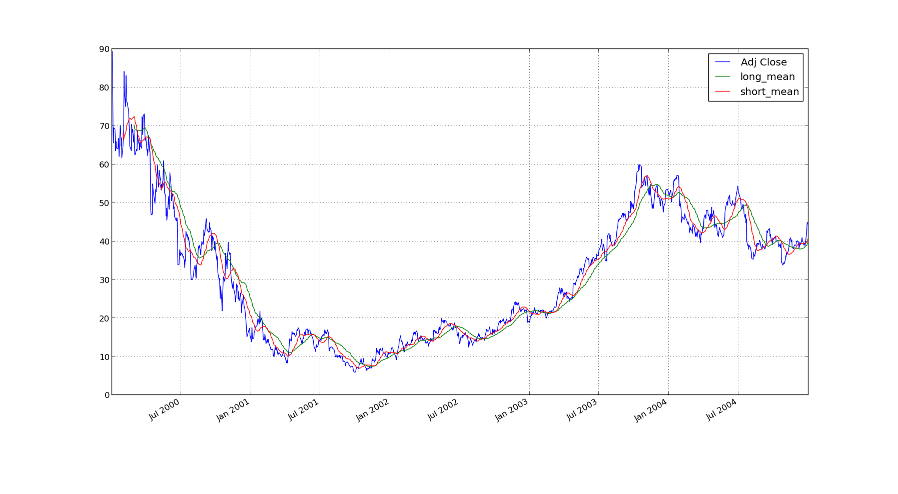 90
80
70
60
50
40
30
20
10
0
Jul 2000
Jan 2001
Jul 2001
Jan 2002
Jul 2002
Jan 2003
Jul 2003
Jan 2004
Jul 2004
Adj Close
long_mean
short_mean